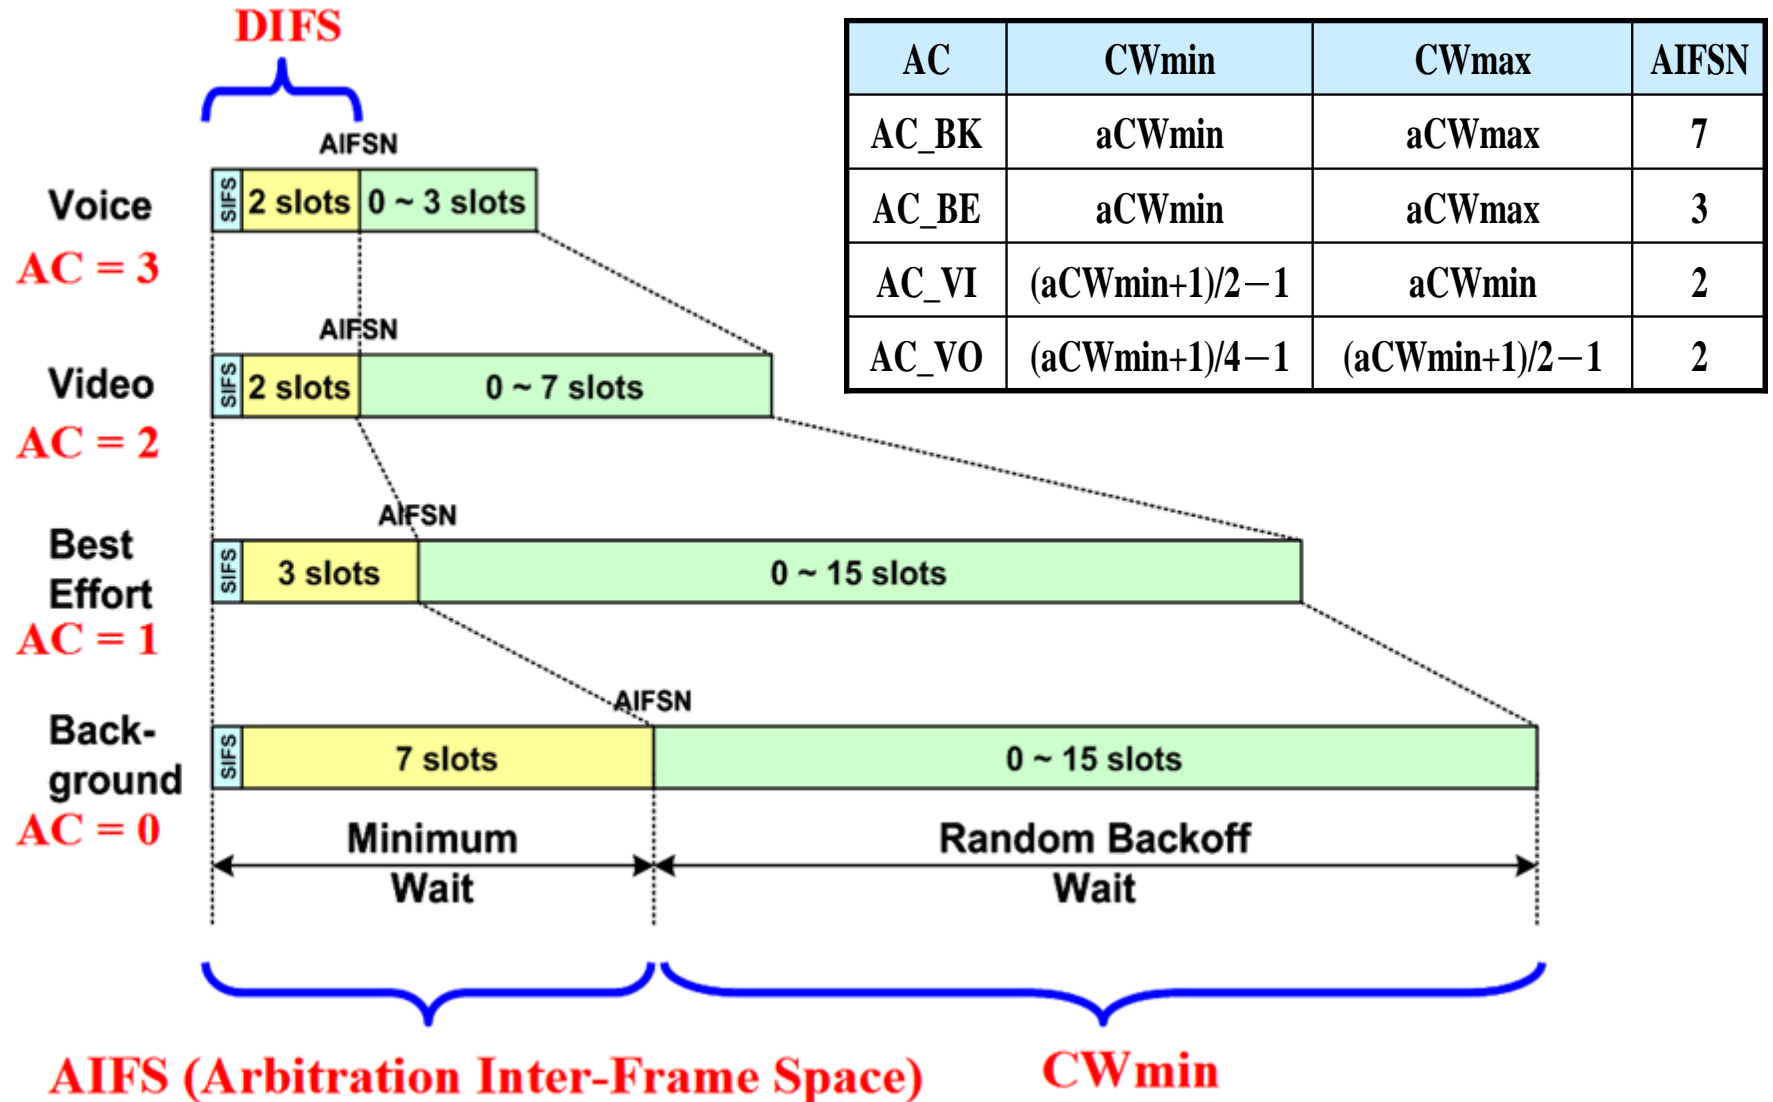 DIFS
AC CWmin CWmax AIFSN
AC_BK aCWmin aCWmax 7
AC_BE aCWmin aCWmax 3
AC_VI (aCWmin+1)/2−1 aCWmin 2
AC_VO (aCWmin+1)/4−1 (aCWmin+1)/2−1 2
AIFSN
Voice
AC = 3
SIFS 2 slots 0 ~ 3 slots
AIFSN
Video
AC = 2
SIFS 2 slots 0 ~ 7 slots
AIFSN
Best
Effort
AC = 1
SIFS 3 slots 0 ~ 15 slots
AIFSN
Back-
ground
AC = 0
SIFS 7 slots 0 ~ 15 slots
Minimum
Wait
Random Backoff
Wait
AIFS (Arbitration Inter-Frame Space)
CWmin